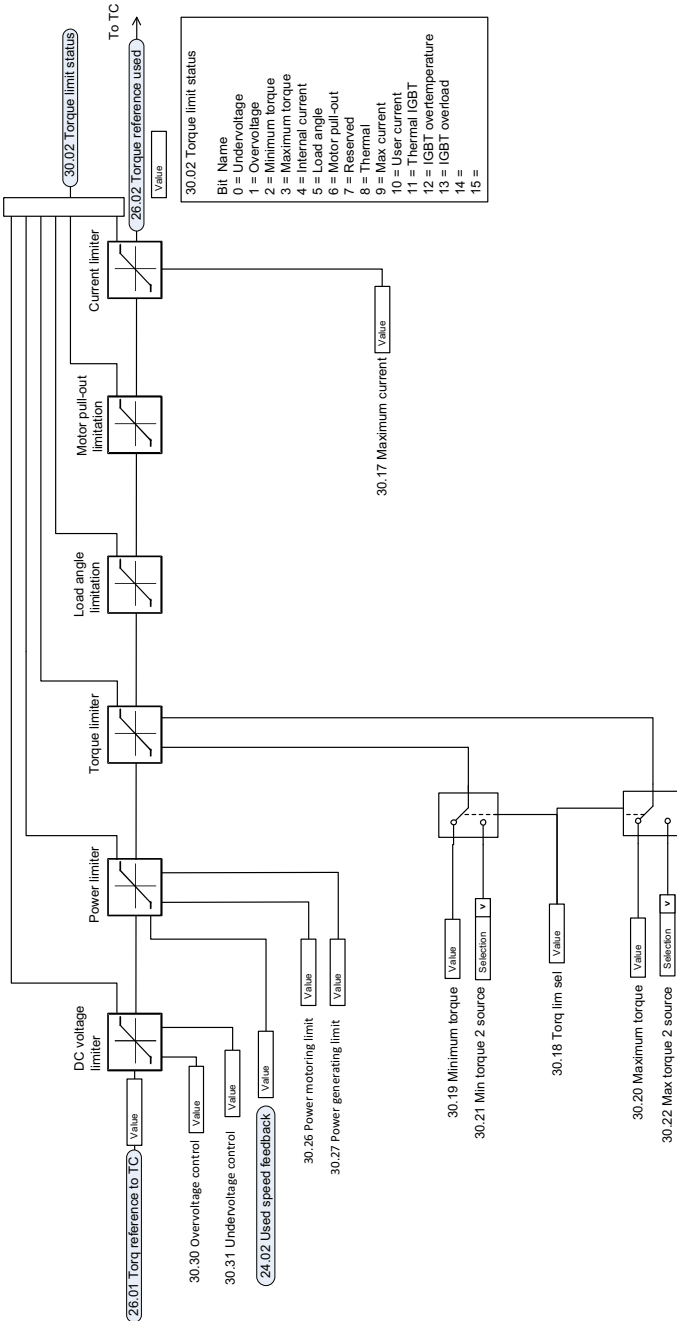 26.01 Torq reference to TC
Value
30.30 Overvoltage control
Value
30.31 Undervoltage control
Value
24.02 Used speed feedback
Value
30.26 Power motoring limit
Value
30.27 Power generating limit
Value
30.19 Minimum torque
Value
30.21 Min torque 2 source
Selection
v
30.18 Torq lim sel
Value
30.20 Maximum torque
Value
30.22 Max torque 2 source
Selection
v
DC voltage
limiter
Power limiter
Torque limiter
Load angle
limitation
Motor pull-out
limitation
30.17 Maximum current
Value
Current limiter
30.02 Torque limit status
26.02 Torque reference used
Value
To TC
30.02 Torque limit status
Bit Name
0 = Undervoltage
1 = Overvoltage
2 = Minimum torque
3 = Maximum torque
4 = Internal current
5 = Load angle
6 = Motor pull-out
7 = Reserved
8 = Thermal
9 = Max current
10 = User current
11 = Thermal IGBT
12 = IGBT overtemperature
13 = IGBT overload
14 =
15 =